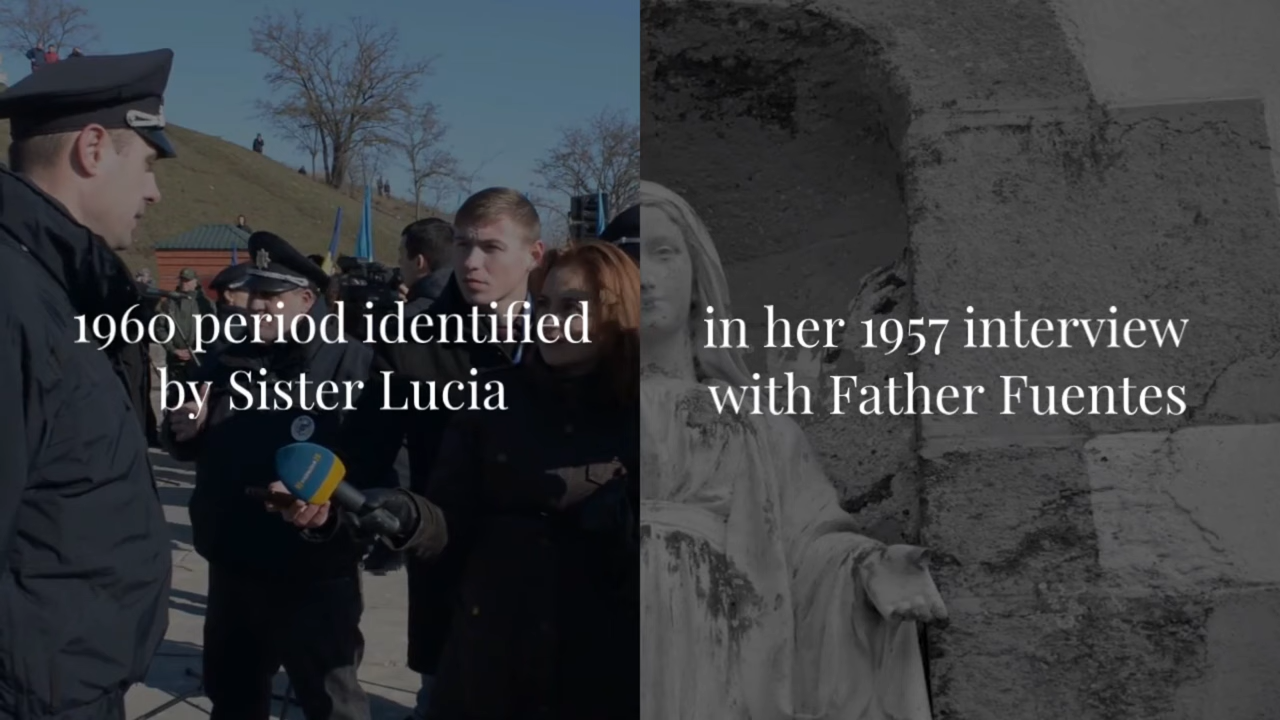 1960 period identified
by Sister Lucia
in her 1957 interview
with Father Fuentes